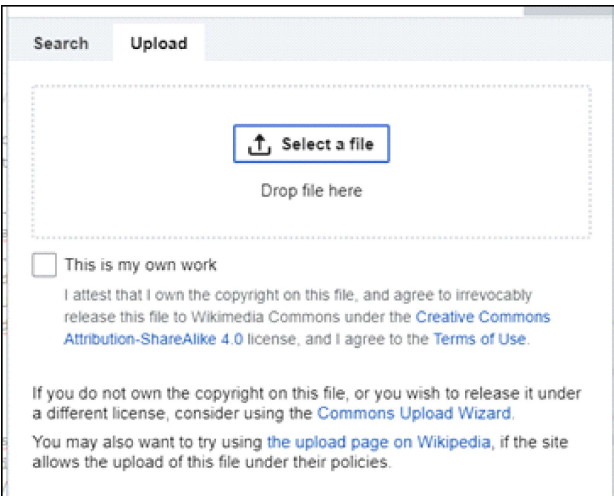 Search Upload
Select a file
Drop file here
This is my own work
I attest that I own the copyright on this file, and agree to irrevocably
release this file to Wikimedia Commons under the Creative Commons
Attribution-ShareAlike 4.0 license, and I agree to the Terms of Use.
If you do not own the copyright on this file, or you wish to release it under
a different license, consider using the Commons Upload Wizard.
You may also want to try using the upload page on Wikipedia, if the site
allows the upload of this file under their policies.